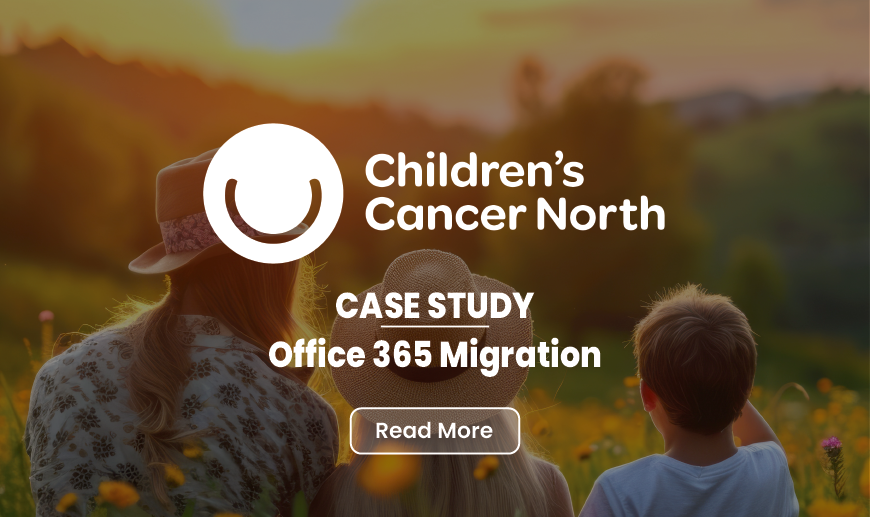 Children's
Cancer North
CASE STUDY
Office 365 Migration
Read More